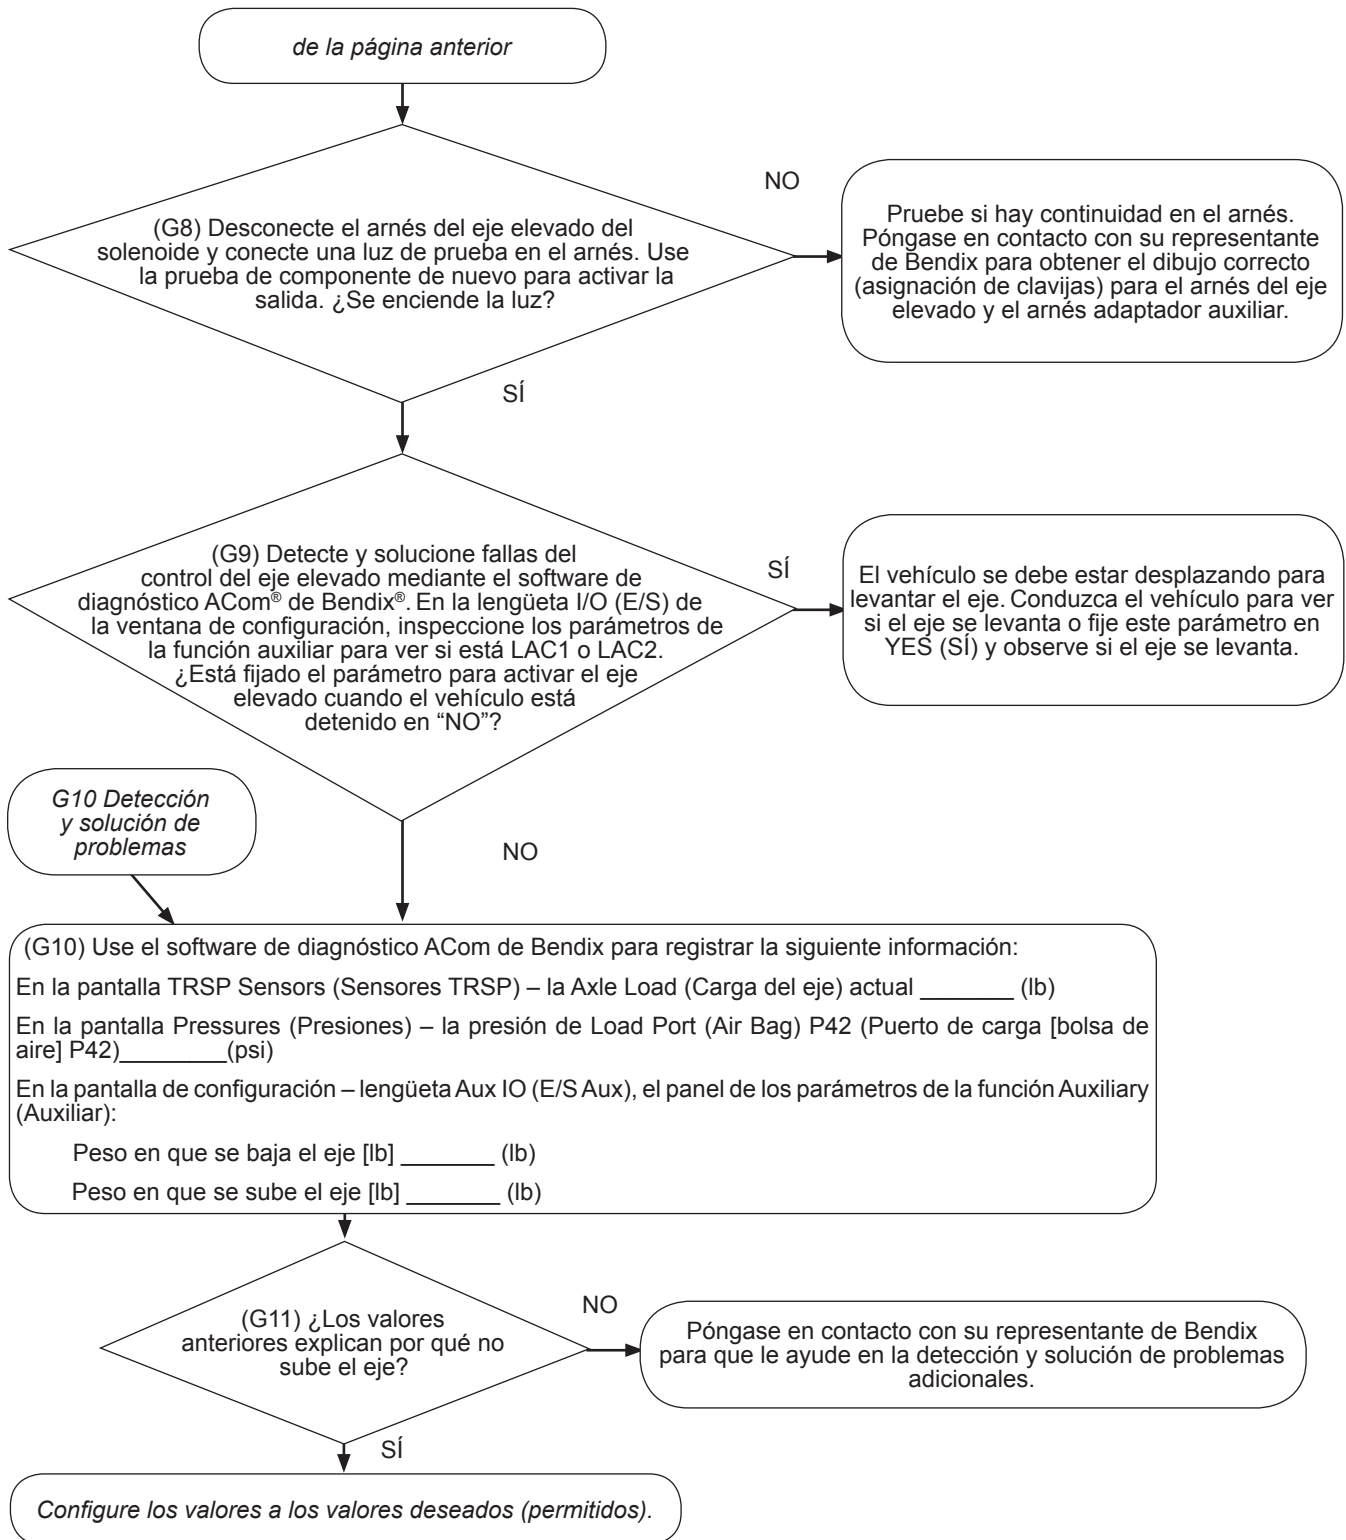 de la página anterior
NO
(G8) Desconecte el arnés del eje elevado del
solenoide y conecte una luz de prueba en el arnés. Use
la prueba de componente de nuevo para activar la
salida. ¿Se enciende la luz?
Pruebe si hay continuidad en el arnés.
Póngase en contacto con su representante
de Bendix para obtener el dibujo correcto
(asignación de clavijas) para el arnés del eje
elevado y el arnés adaptador auxiliar.
SÍ
(G9) Detecte y solucione fallas del
control del eje elevado mediante el software de
diagnóstico ACom® de Bendix®. En la lengüeta I/O (E/S) de
la ventana de configuración, inspeccione los parámetros de
la función auxiliar para ver si está LAC1 o LAC2.
¿Está fijado el parámetro para activar el eje
elevado cuando el vehículo está
detenido en “NO”?
SÍ
El vehículo se debe estar desplazando para
levantar el eje. Conduzca el vehículo para ver
si el eje se levanta o fije este parámetro en
YES (SÍ) y observe si el eje se levanta.
G10 Detección
y solución de
problemas
NO
(G10) Use el software de diagnóstico ACom de Bendix para registrar la siguiente información:
En la pantalla TRSP Sensors (Sensores TRSP) – la Axle Load (Carga del eje) actual _______ (lb)
En la pantalla Pressures (Presiones) – la presión de Load Port (Air Bag) P42 (Puerto de carga [bolsa de
aire] P42)________(psi)
En la pantalla de configuración – lengüeta Aux IO (E/S Aux), el panel de los parámetros de la función Auxiliary
(Auxiliar):
Peso en que se baja el eje [lb] _______ (lb)
Peso en que se sube el eje [lb] _______ (lb)
(G11) ¿Los valores
anteriores explican por qué no
sube el eje?
NO
Póngase en contacto con su representante de Bendix
para que le ayude en la detección y solución de problemas
adicionales.
SÍ
Configure los valores a los valores deseados (permitidos).